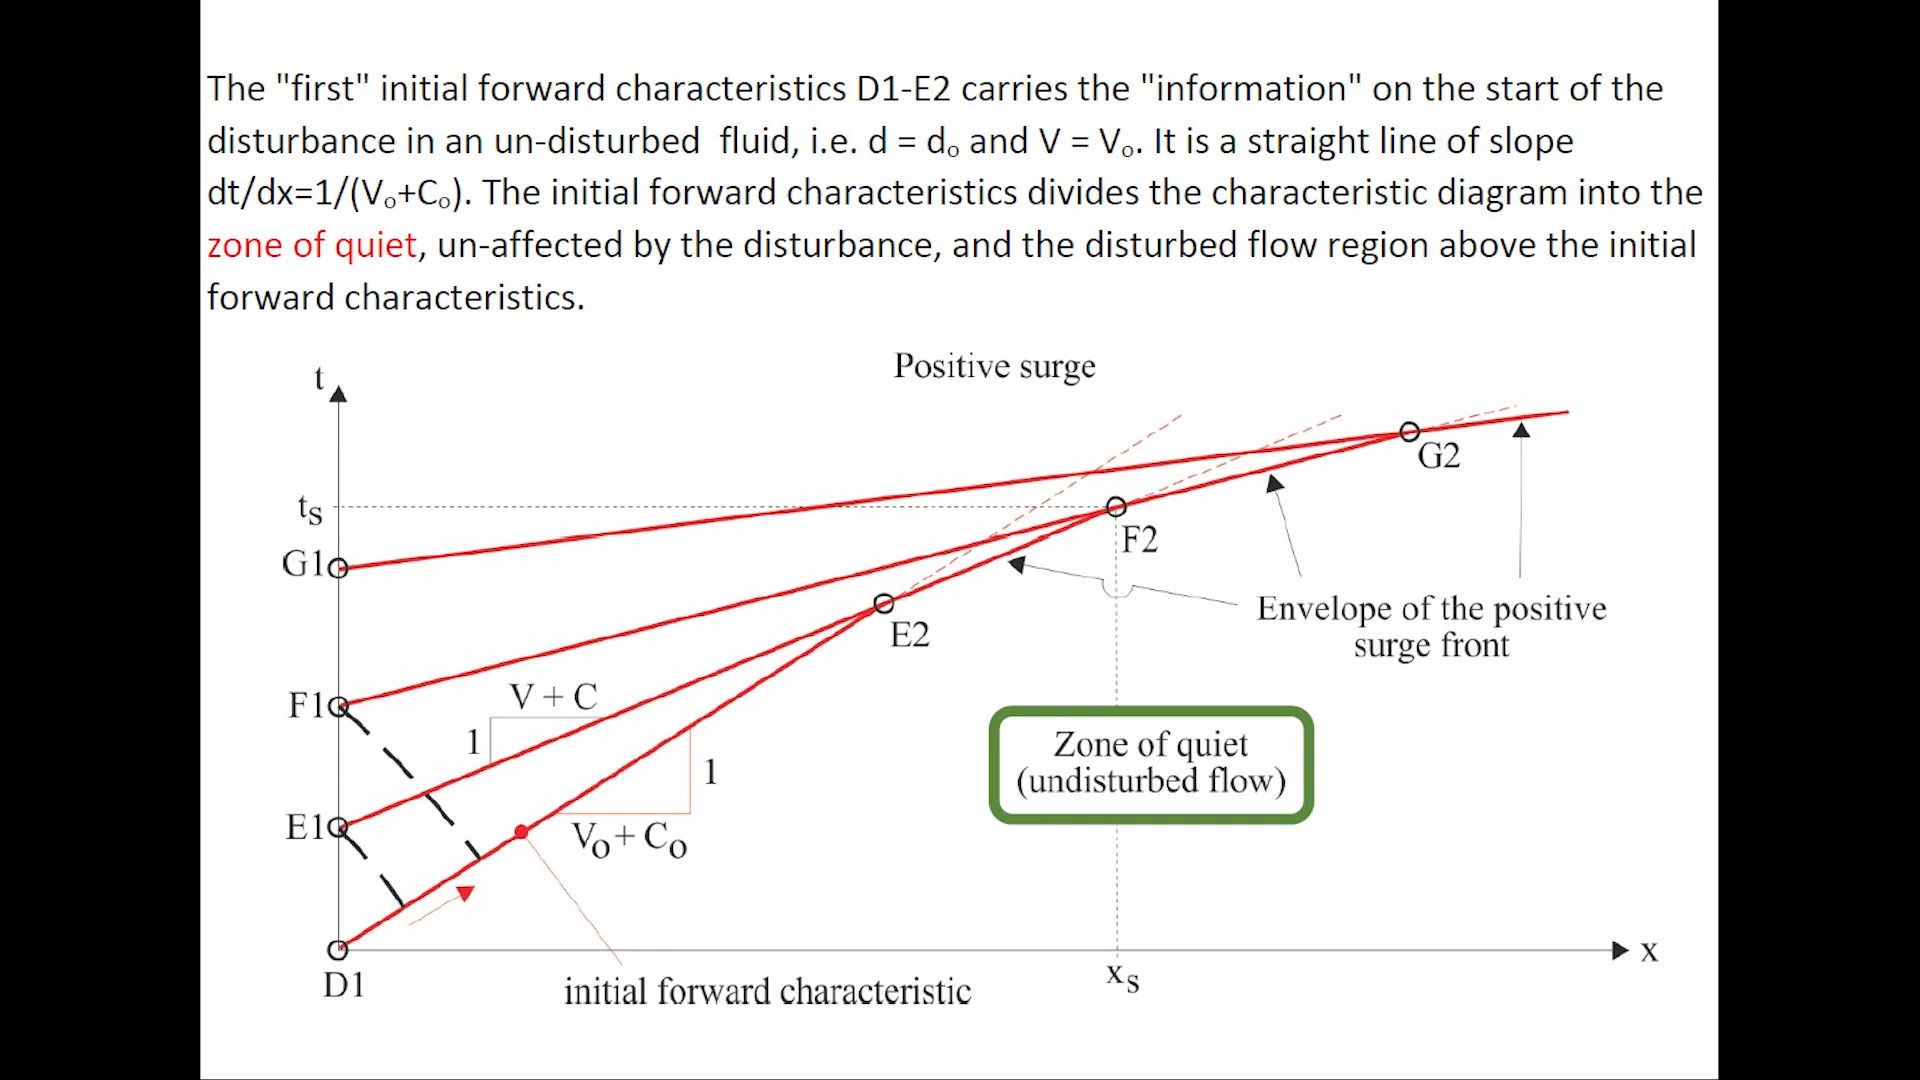 The "first" initial forward characteristics D1-E2 carries the "information" on the start of the
disturbance in an un-disturbed fluid, i.e. d = dₒ and V = Vₒ. It is a straight line of slope
dt/dx=1/(Vₒ+Cₒ). The initial forward characteristics divides the characteristic diagram into the
zone of quiet, un-affected by the disturbance, and the disturbed flow region above the initial
forward characteristics.
Positive surge
t
G2
ts
F2
G1
Envelope of the positive
surge front
E2
V + C
F1
1
Zone of quiet
(undisturbed flow)
1
E1
Vo + Co
x
D1
xs
initial forward characteristic